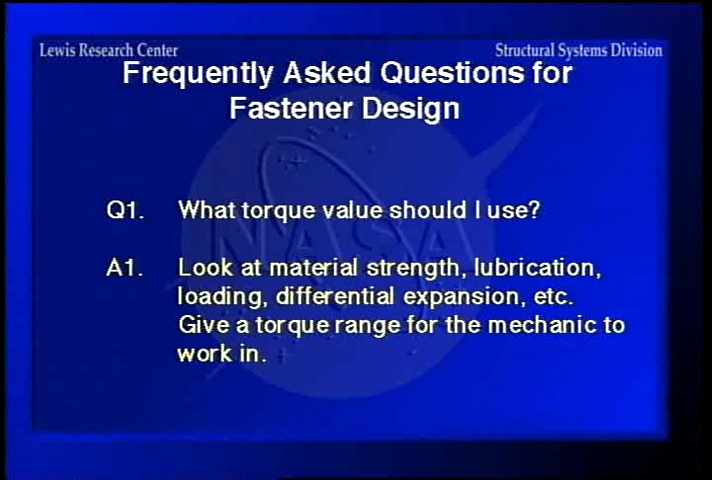 Lewis Research Center
Structural Systems Division
Frequently Asked Questions for
Fastener Design
NASA
Q1. What torque value should I use?
A1. Look at material strength, lubrication,
loading, differential expansion, etc.
Give a torque range for the mechanic to
work in.